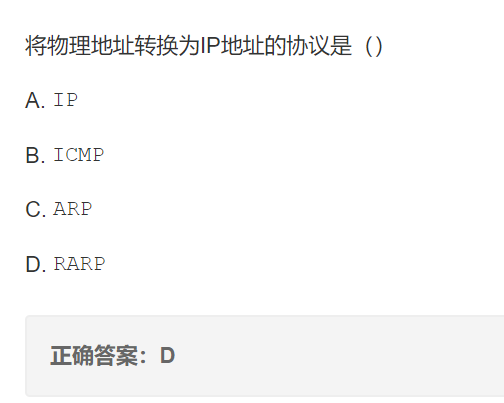 将物理地址转换为IP地址的协议是（）
A. IP
B. ICMP
C. ARP
D. RARP
正确答案：D